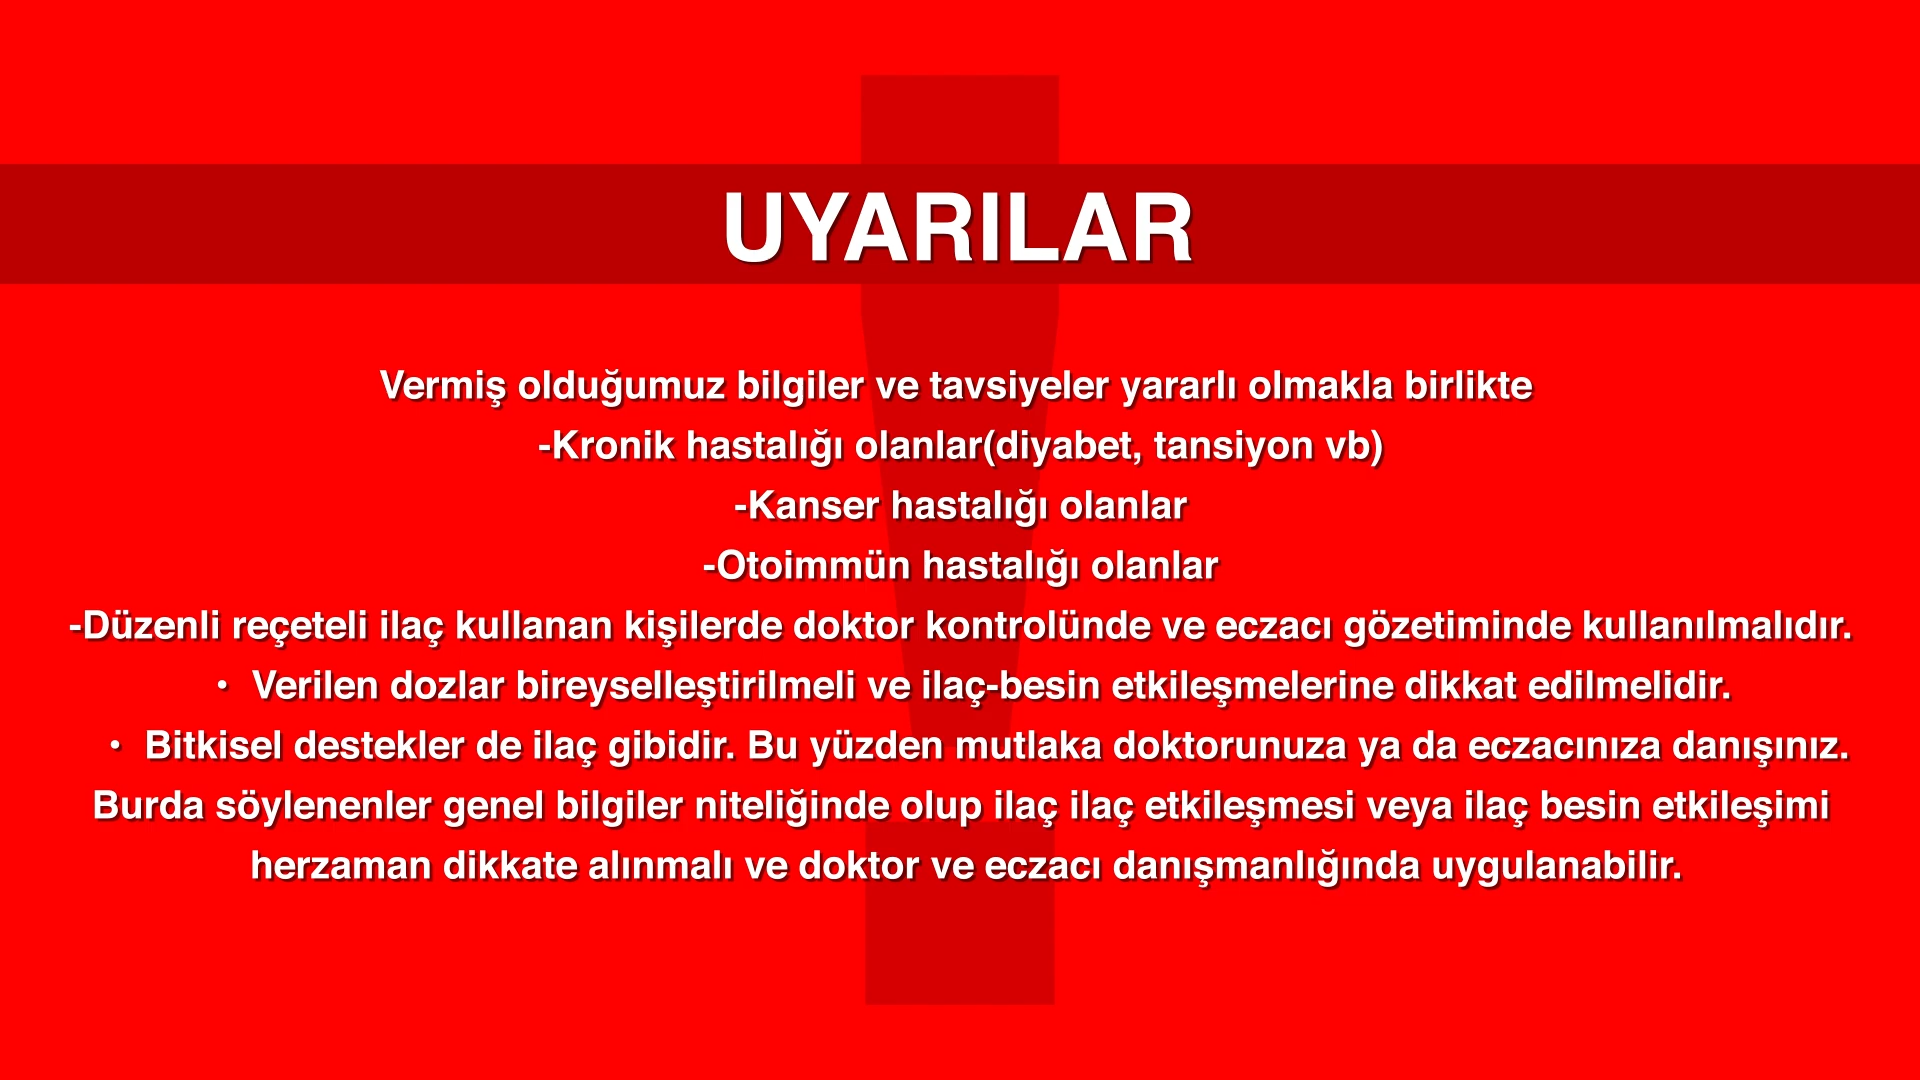 UYARILAR
Vermiş olduğumuz bilgiler ve tavsiyeler yararlı olmakla birlikte
-Kronik hastalığı olanlar(diyabet, tansiyon vb)
-Kanser hastalığı olanlar
-Otoimmün hastalığı olanlar
-Düzenli reçeteli ilaç kullanan kişilerde doktor kontrolünde ve eczacı gözetiminde kullanılmalıdır.
• Verilen dozlar bireyselleştirilmeli ve ilaç-besin etkileşmelerine dikkat edilmelidir.
• Bitkisel destekler de ilaç gibidir. Bu yüzden mutlaka doktorunuza ya da eczacınıza danışınız.
Burda söylenenler genel bilgiler niteliğinde olup ilaç ilaç etkileşmesi veya ilaç besin etkileşimi
herzaman dikkate alınmalı ve doktor ve eczacı danışmanlığında uygulanabilir.